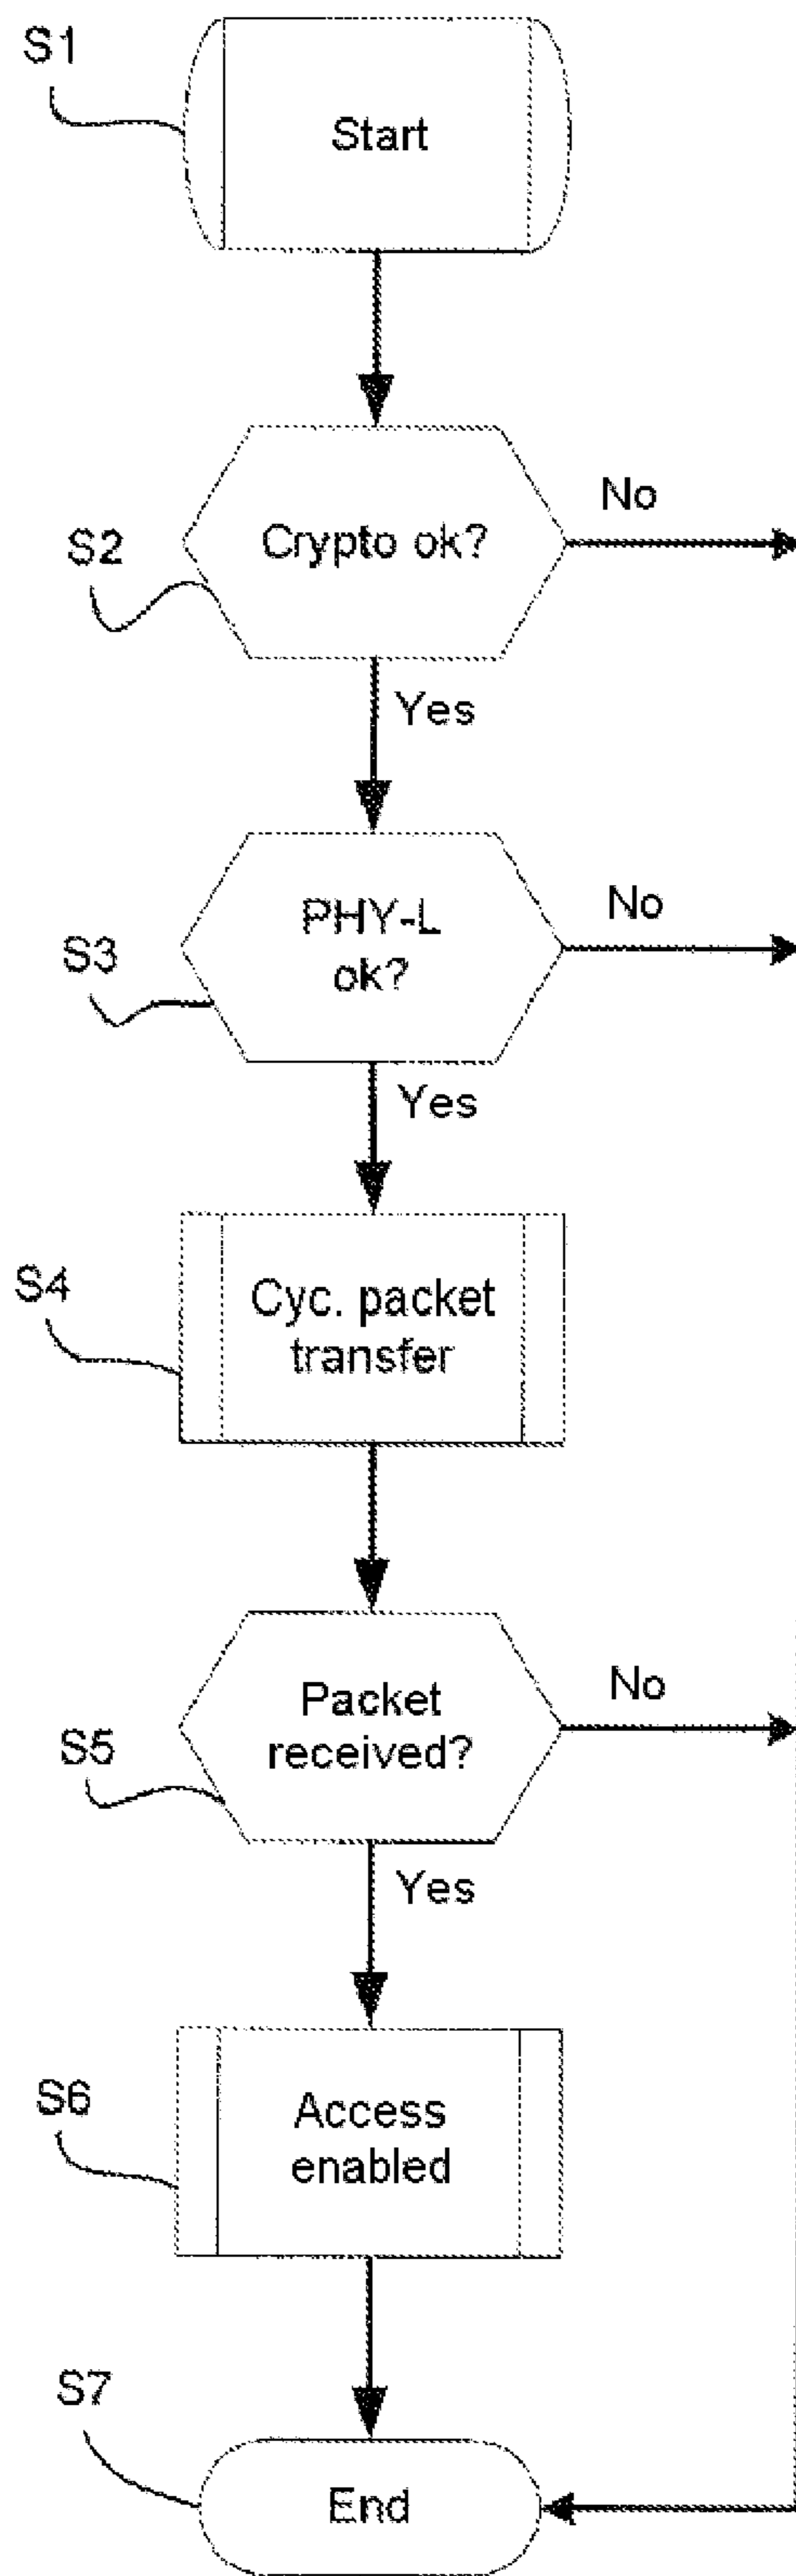 S1
Start
No
S2
Crypto ok?
Yes
No
S3
PHY-L
ok?
Yes
S4
Cyc. packet
transfer
No
S5
Packet
received?
Yes
S6
Access
enabled
S7
End